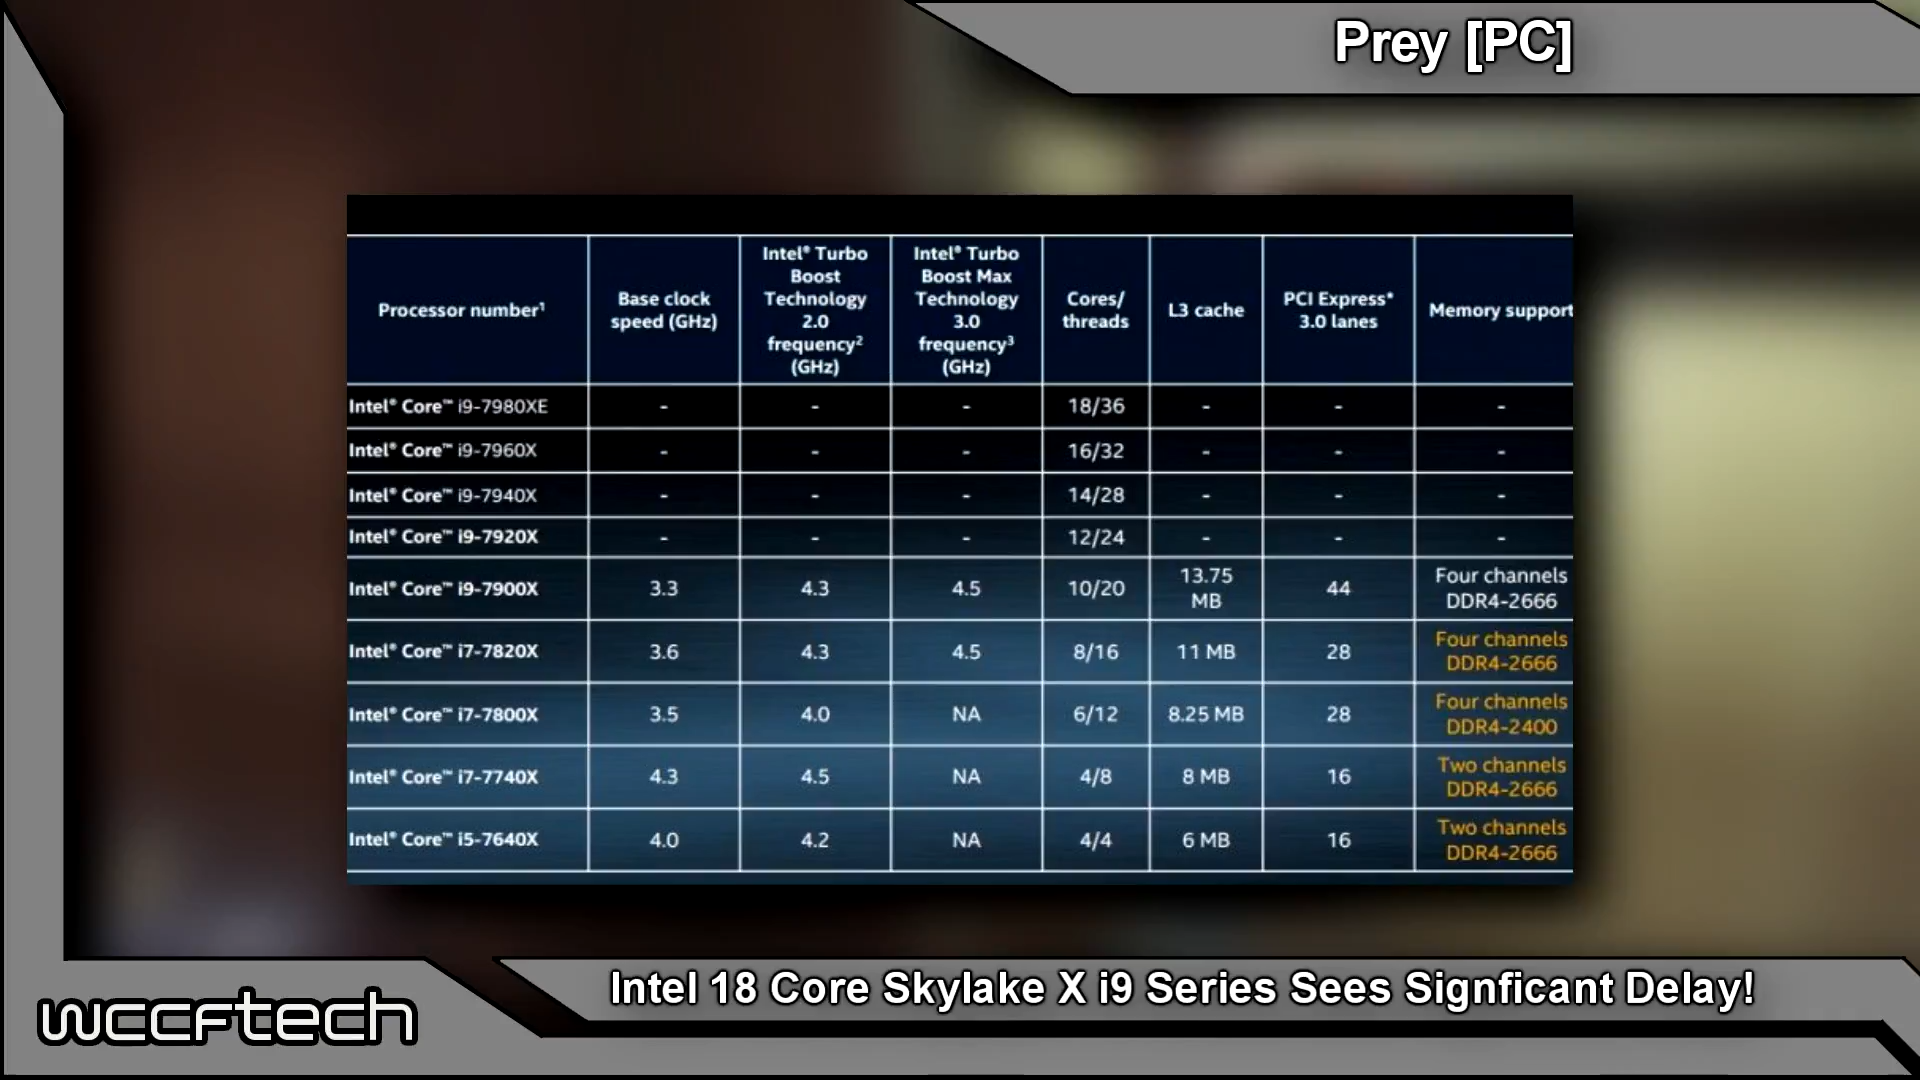 Prey [PC]
Processor number¹ Base clock speed (GHz) Intel® Turbo Boost Technology 2.0 frequency² (GHz) Intel® Turbo Boost Max Technology 3.0 frequency³ (GHz) Cores/ threads L3 cache PCI Express* 3.0 lanes Memory support
Intel® Core™ i9-7980XE - - - 18/36 - - -
Intel® Core™ i9-7960X - - - 16/32 - - -
Intel® Core™ i9-7940X - - - 14/28 - - -
Intel® Core™ i9-7920X - - - 12/24 - - -
Intel® Core™ i9-7900X 3.3 4.3 4.5 10/20 13.75 MB 44 Four channels DDR4-2666
Intel® Core™ i7-7820X 3.6 4.3 4.5 8/16 11 MB 28 Four channels DDR4-2666
Intel® Core™ i7-7800X 3.5 4.0 NA 6/12 8.25 MB 28 Four channels DDR4-2400
Intel® Core™ i7-7740X 4.3 4.5 NA 4/8 8 MB 16 Two channels DDR4-2666
Intel® Core™ i5-7640X 4.0 4.2 NA 4/4 6 MB 16 Two channels DDR4-2666
Intel 18 Core Skylake X i9 Series Sees Signficant Delay!
wccftech